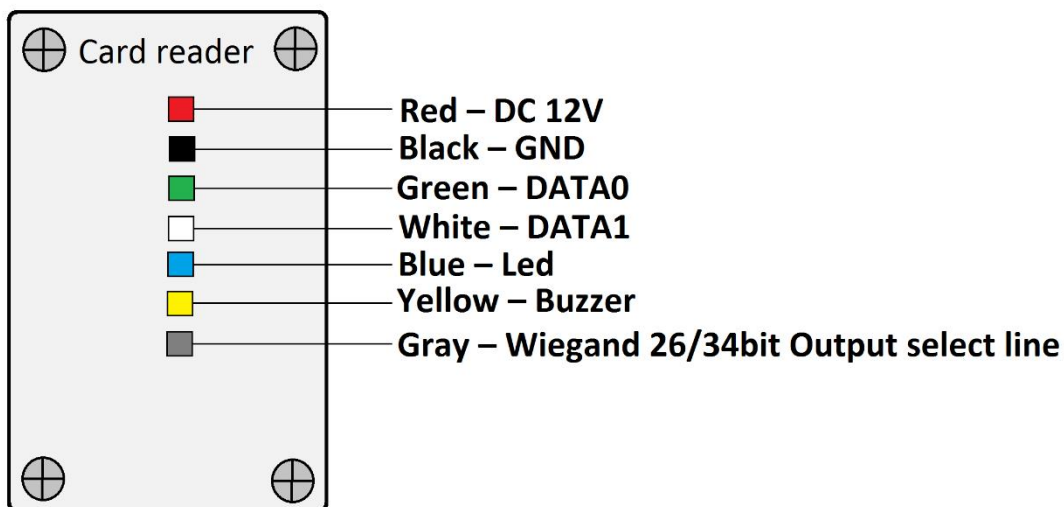 Card reader
Red – DC 12V
Black – GND
Green – DATA0
White – DATA1
Blue – Led
Yellow – Buzzer
Gray – Wiegand 26/34bit Output select line